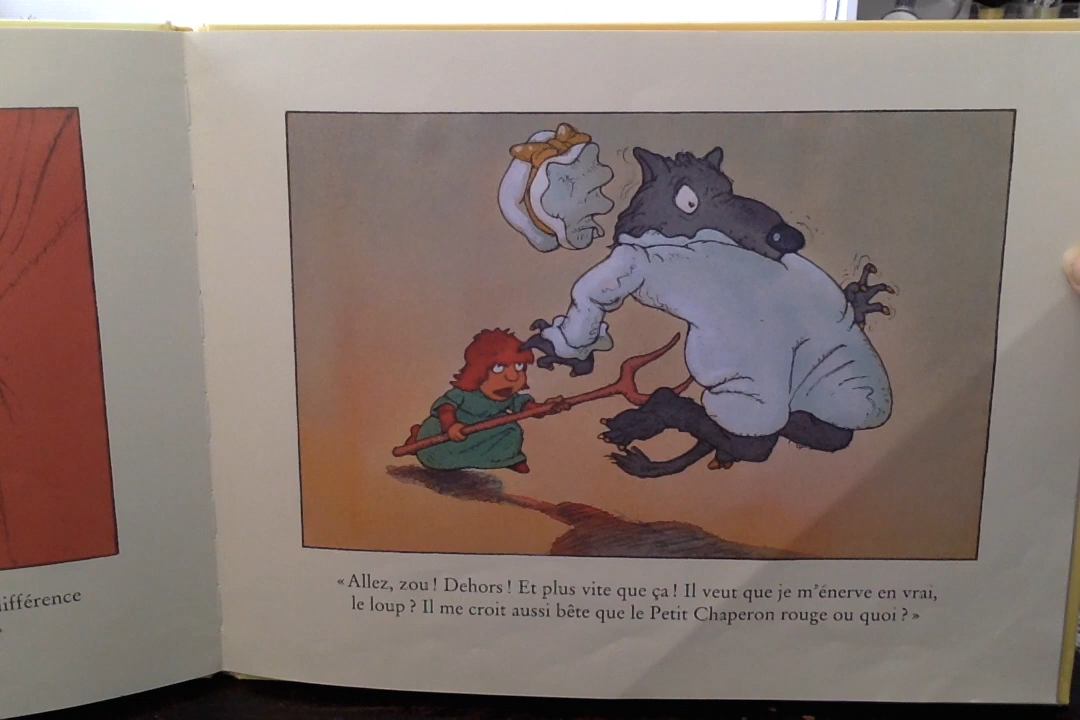 ifférence
«Allez, zou! Dehors! Et plus vite que ça! Il veut que je m'énerve en vrai,
le loup? Il me croit aussi bête que le Petit Chaperon rouge ou quoi?»